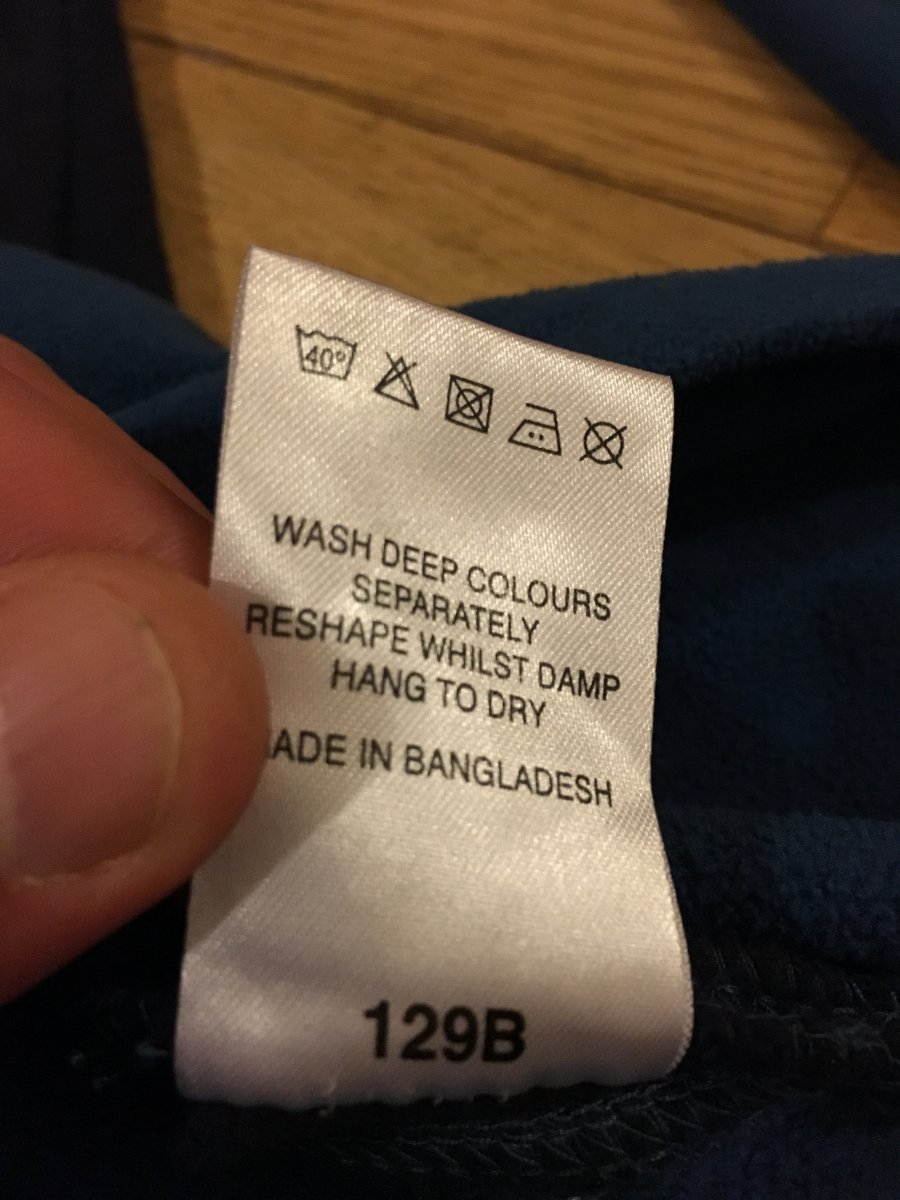 40°
WASH DEEP COLOURS
SEPARATELY
RESHAPE WHILST DAMP
HANG TO DRY
ADE IN BANGLADESH
129B